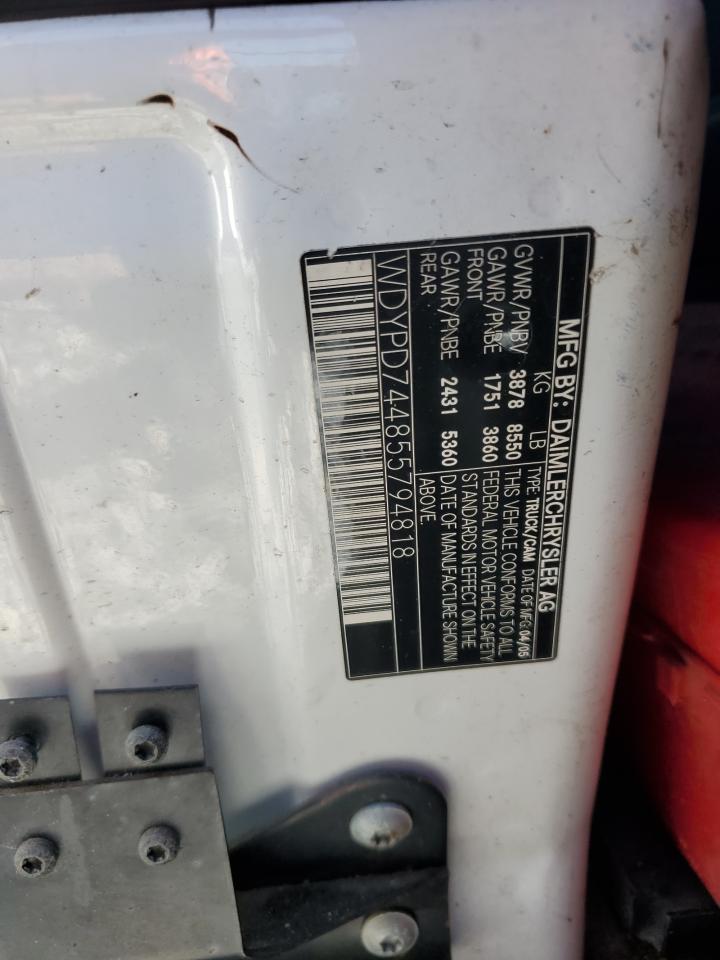 MFG BY: DAIMLERCHRYSLER AG
KG LB TYPE: TRUCK/CAM DATE OF MFG: 04/05
GVWR/PNBV 3878 8550 THIS VEHICLE CONFORMS TO ALL
GAWR/PNBE 1751 3860 FEDERAL MOTOR VEHICLE SAFETY
FRONT STANDARDS IN EFFECT ON THE
GAWR/PNBE 2431 5360 DATE OF MANUFACTURE SHOWN
REAR ABOVE.
WDYPD744855794818